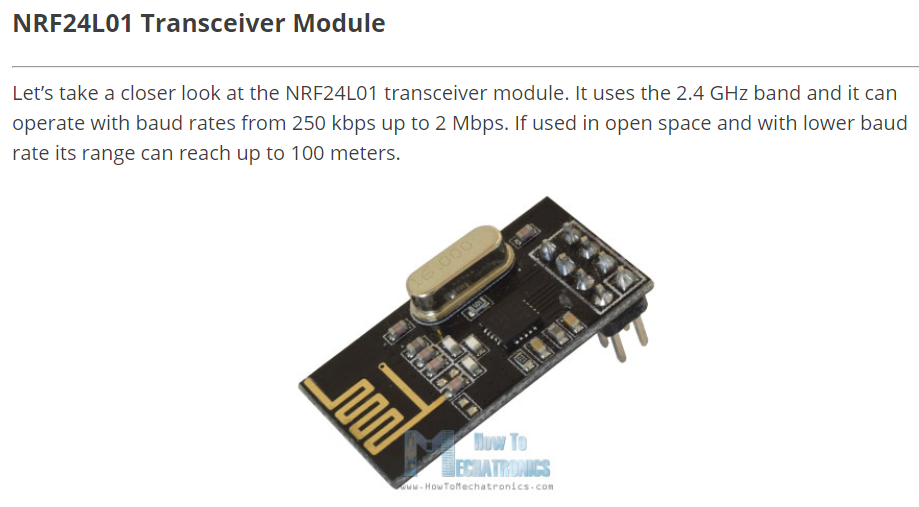 NRF24L01 Transceiver Module
Let’s take a closer look at the NRF24L01 transceiver module. It uses the 2.4 GHz band and it can
operate with baud rates from 250 kbps up to 2 Mbps. If used in open space and with lower baud
rate its range can reach up to 100 meters.
How To
MECHATRONICS
www.HowToMechatronics.com